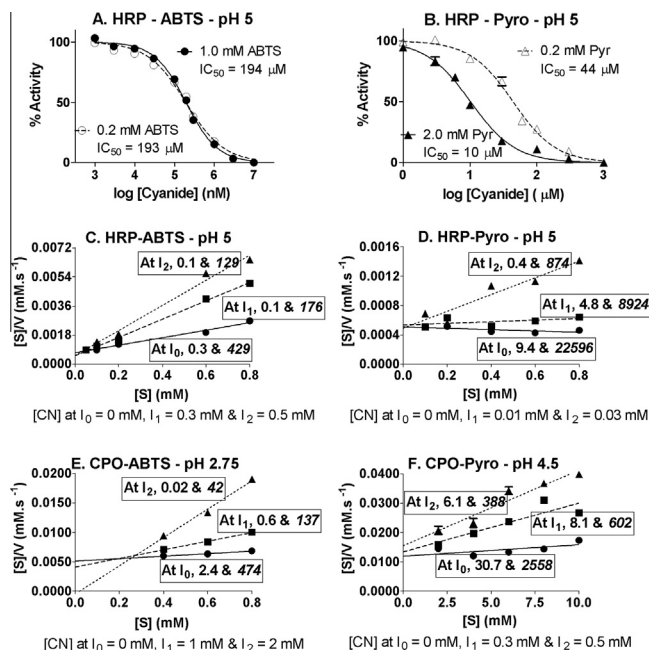 A. HRP - ABTS - pH 5
% Activity
100
50
0
1.0 mM ABTS
IC50 = 194 µM
0.2 mM ABTS
IC50 = 193 µM
3 4 5 6 7
log [Cyanide] (nM)
B. HRP - Pyro - pH 5
% Activity
100
50
0
0.2 mM Pyr
IC50 = 44 µM
2.0 mM Pyr
IC50 = 10 µM
0 1 2 3
log [Cyanide] ( µM)
C. HRP-ABTS - pH 5
[S]/V (mM.s-1)
0.0072
0.0054
0.0036
0.0018
0.0000
At I2, 0.1 & 129
At I1, 0.1 & 176
At I0, 0.3 & 429
0.0 0.2 0.4 0.6 0.8
[S] (mM)
[CN] at I0 = 0 mM, I1 = 0.3 mM & I2 = 0.5 mM
D. HRP-Pyro - pH 5
[S]/V (mM.s-1)
0.0016
0.0012
0.0008
0.0004
0.0000
At I2, 0.4 & 874
At I1, 4.8 & 8924
At I0, 9.4 & 22596
0.0 0.2 0.4 0.6 0.8
[S] (mM)
[CN] at I0 = 0 mM, I1 = 0.01 mM & I2 = 0.03 mM
E. CPO-ABTS - pH 2.75
[S]/V (mM.s-1)
0.0200
0.0150
0.0100
0.0050
0.0000
At I2, 0.02 & 42
At I1, 0.6 & 137
At I0, 2.4 & 474
0.0 0.2 0.4 0.6 0.8
[S] (mM)
[CN] at I0 = 0 mM, I1 = 1 mM & I2 = 2 mM
F. CPO-Pyro - pH 4.5
[S]/V (mM.s-1)
0.0400
0.0300
0.0200
0.0100
0.0000
At I2, 6.1 & 388
At I1, 8.1 & 602
At I0, 30.7 & 2558
0.0 2.5 5.0 7.5 10.0
[S] (mM)
[CN] at I0 = 0 mM, I1 = 0.3 mM & I2 = 0.5 mM